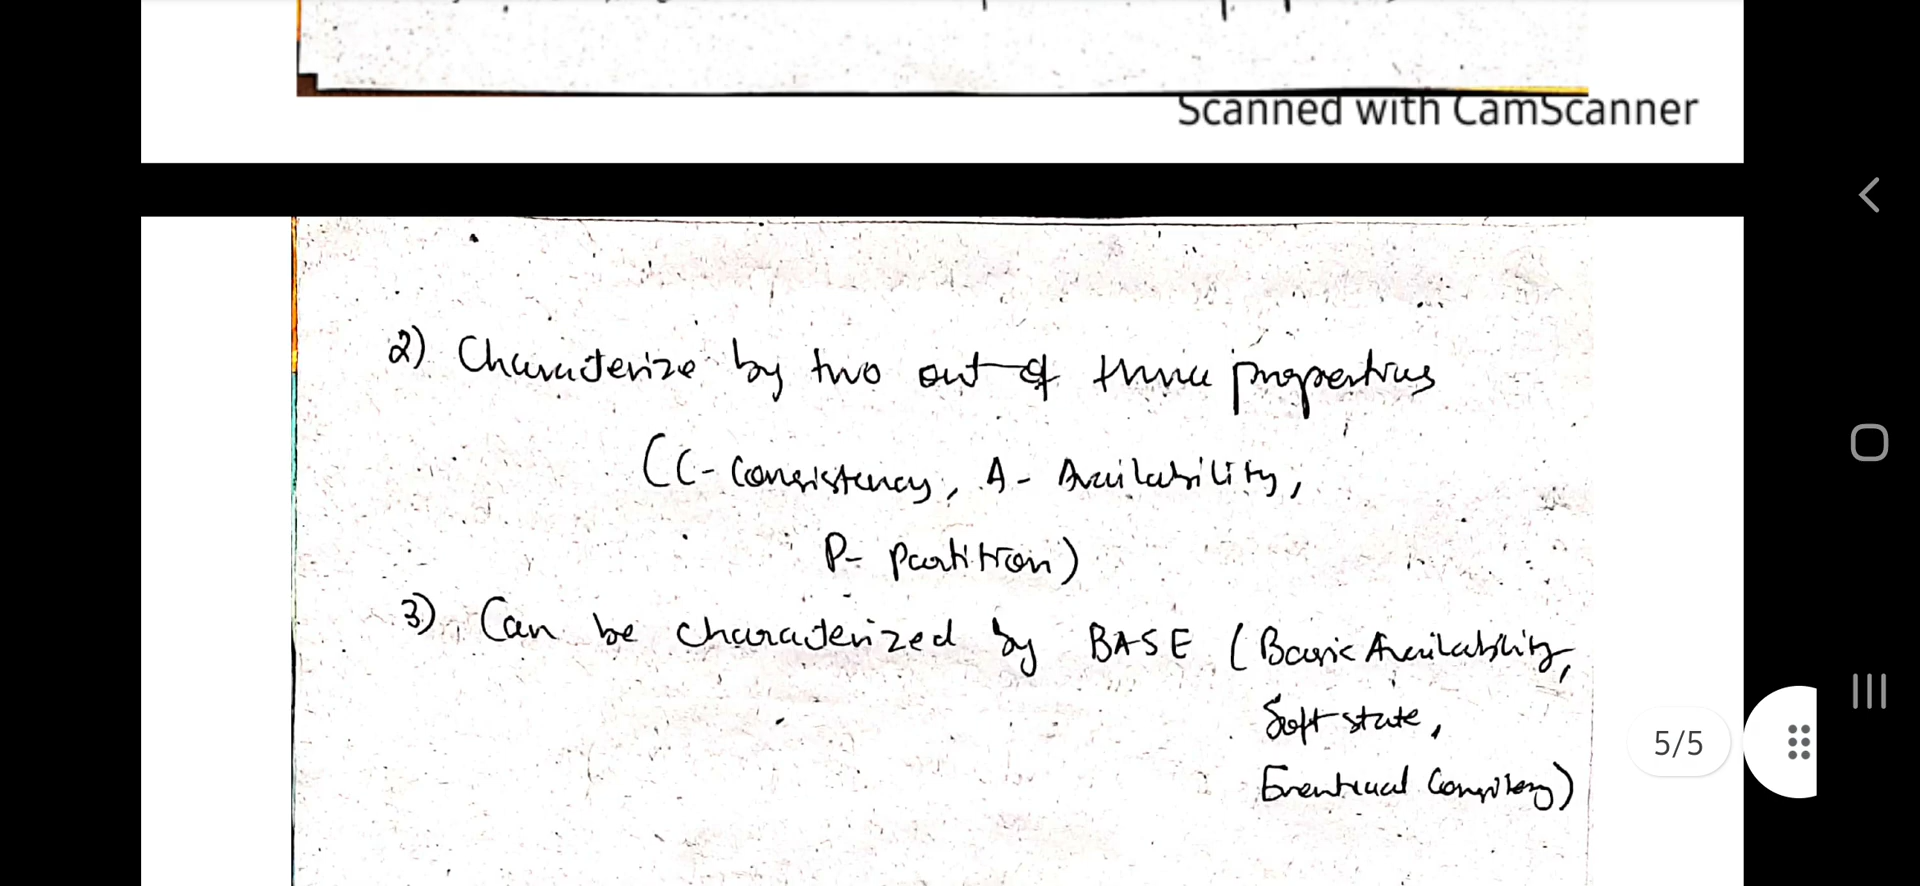 Scanned with CamScanner
2) Characterize by two out of three properties
(C- Consistency, A- Availability,
P- Partition)
3) Can be characterized by BASE (Basic Availability,
Soft state,
Eventual
5/5